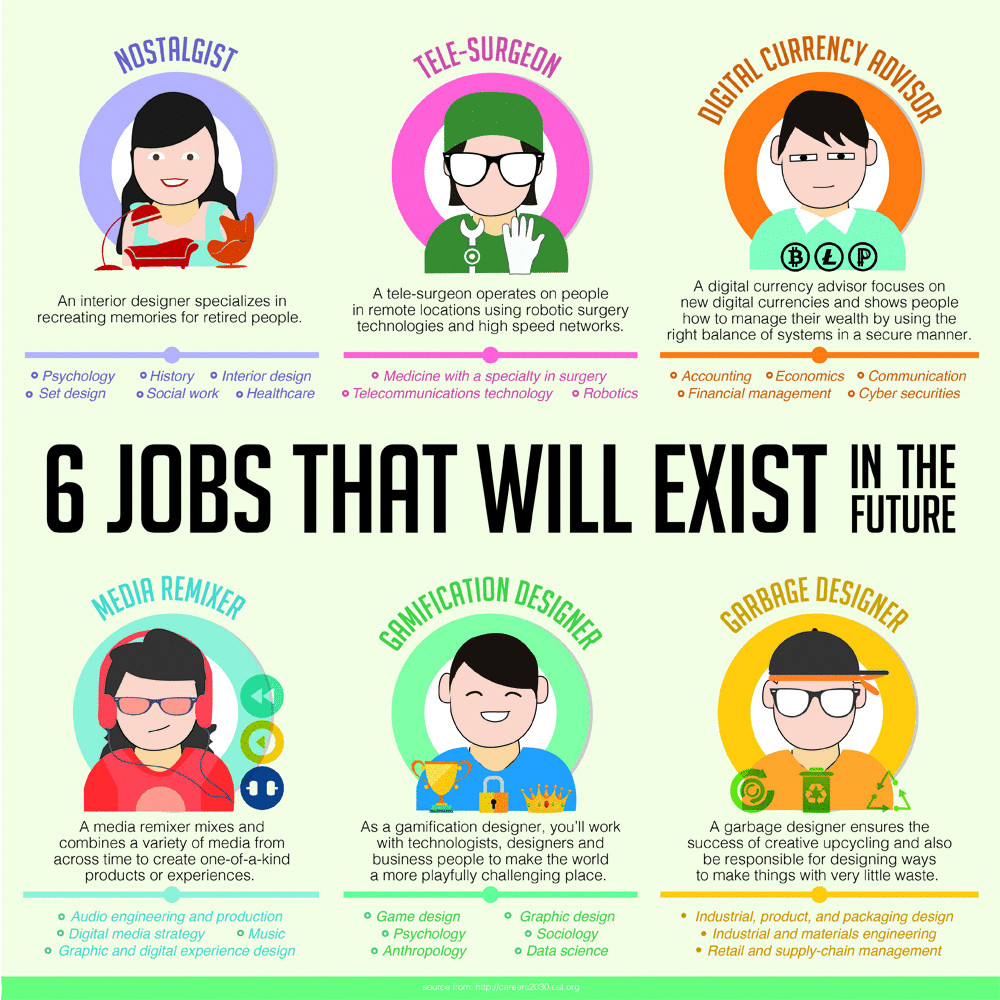 NOSTALGIST
An interior designer specializes in
recreating memories for retired people.
Psychology History Interior design
Set design Social work Healthcare
TELE-SURGEON
A tele-surgeon operates on people
in remote locations using robotic surgery
technologies and high speed networks.
Medicine with a specialty in surgery
Telecommunications technology Robotics
DIGITAL CURRENCY ADVISOR
A digital currency advisor focuses on
new digital currencies and shows people
how to manage their wealth by using the
right balance of systems in a secure manner.
Accounting Economics Communication
Financial management Cyber securities
6 JOBS THAT WILL EXIST
IN THE
FUTURE
MEDIA REMIXER
A media remixer mixes and
combines a variety of media from
across time to create one-of-a-kind
products or experiences.
Audio engineering and production
Digital media strategy Music
Graphic and digital experience design
GAMIFICATION DESIGNER
As a gamification designer, you'll work
with technologists, designers and
business people to make the world
a more playfully challenging place.
Game design Graphic design
Psychology Sociology
Anthropology Data science
GARBAGE DESIGNER
A garbage designer ensures the
success of creative upcycling and also
be responsible for designing ways
to make things with very little waste.
Industrial, product, and packaging design
Industrial and materials engineering
Retail and supply-chain management
source from: http://careers2030.cst.org